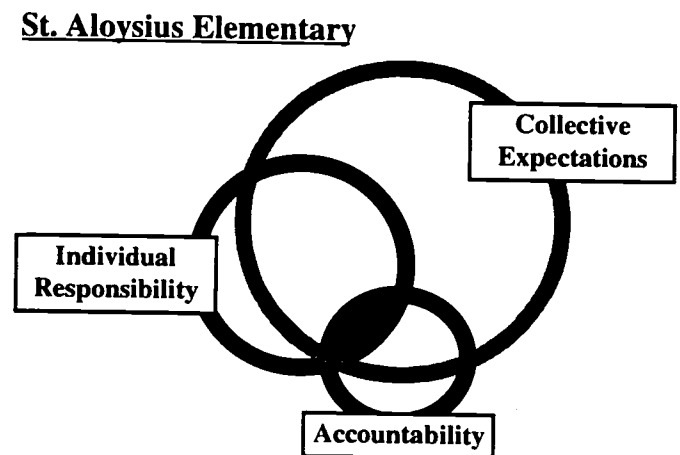 St. Aloysius Elementary
Collective
Expectations
Individual
Responsibility
Accountability